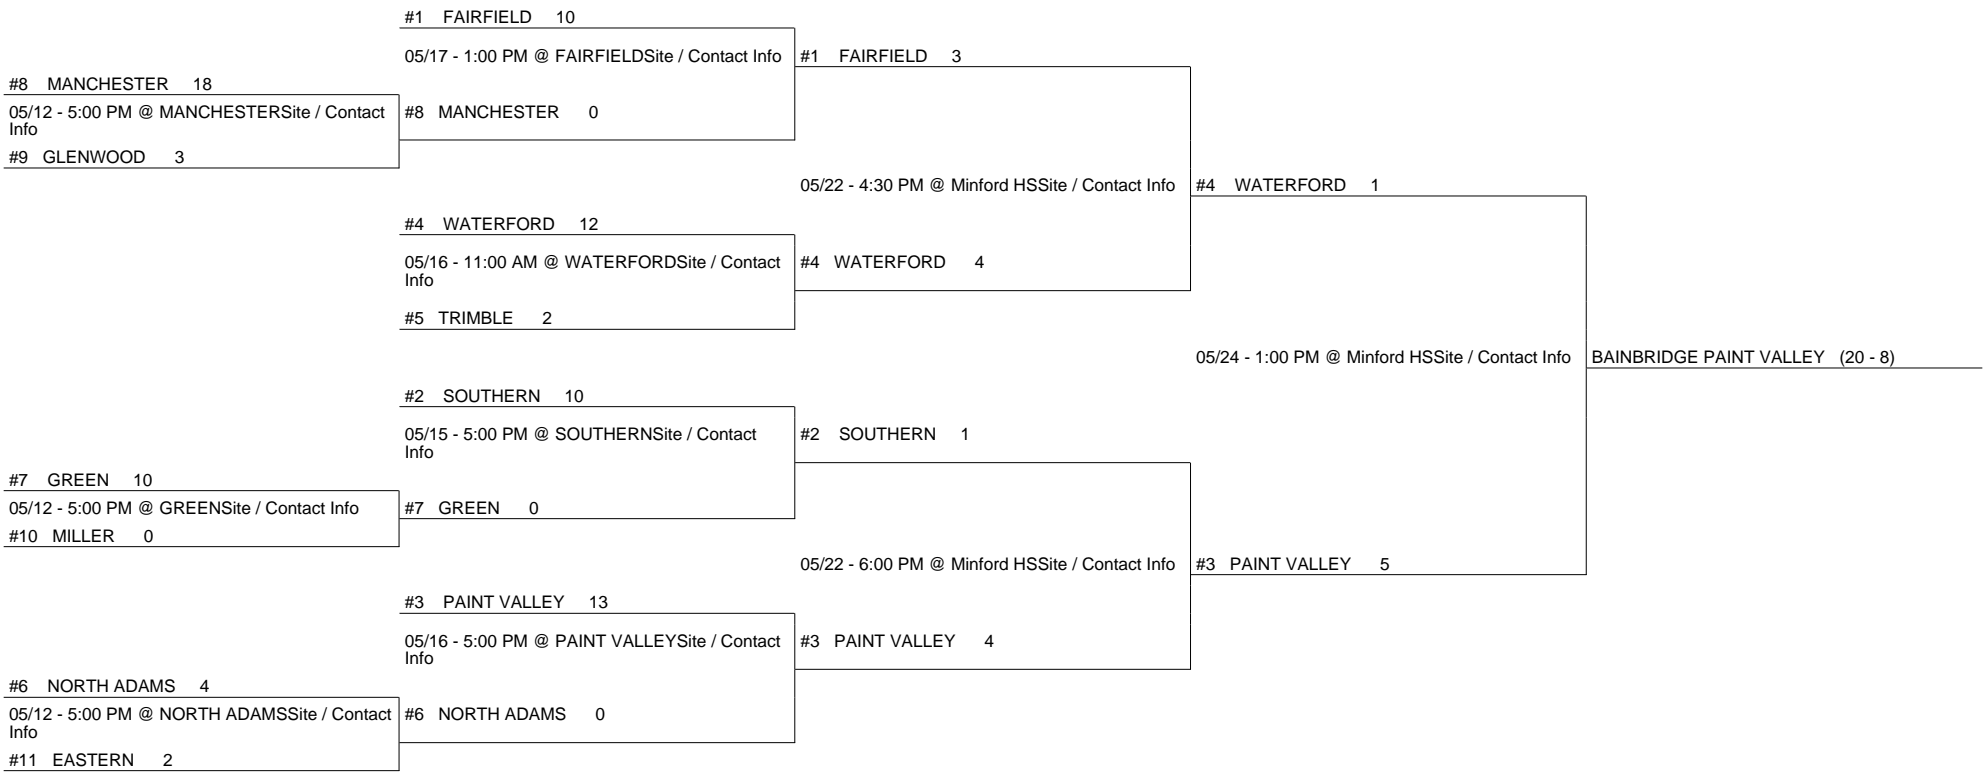 #1 FAIRFIELD 10
05/17 - 1:00 PM @ FAIRFIELDSite / Contact Info
#1 FAIRFIELD 3
#8 MANCHESTER 18
05/12 - 5:00 PM @ MANCHESTERSite / Contact
Info
#8 MANCHESTER 0
#9 GLENWOOD 3
05/22 - 4:30 PM @ Minford HSSite / Contact Info
#4 WATERFORD 1
#4 WATERFORD 12
05/16 - 11:00 AM @ WATERFORDSite / Contact
Info
#4 WATERFORD 4
#5 TRIMBLE 2
05/24 - 1:00 PM @ Minford HSSite / Contact Info
BAINBRIDGE PAINT VALLEY (20 - 8)
#2 SOUTHERN 10
05/15 - 5:00 PM @ SOUTHERNSite / Contact
Info
#2 SOUTHERN 1
#7 GREEN 10
05/12 - 5:00 PM @ GREENSite / Contact Info
#7 GREEN 0
#10 MILLER 0
05/22 - 6:00 PM @ Minford HSSite / Contact Info
#3 PAINT VALLEY 5
#3 PAINT VALLEY 13
05/16 - 5:00 PM @ PAINT VALLEYSite / Contact
Info
#3 PAINT VALLEY 4
#6 NORTH ADAMS 4
05/12 - 5:00 PM @ NORTH ADAMSSite / Contact
Info
#6 NORTH ADAMS 0
#11 EASTERN 2